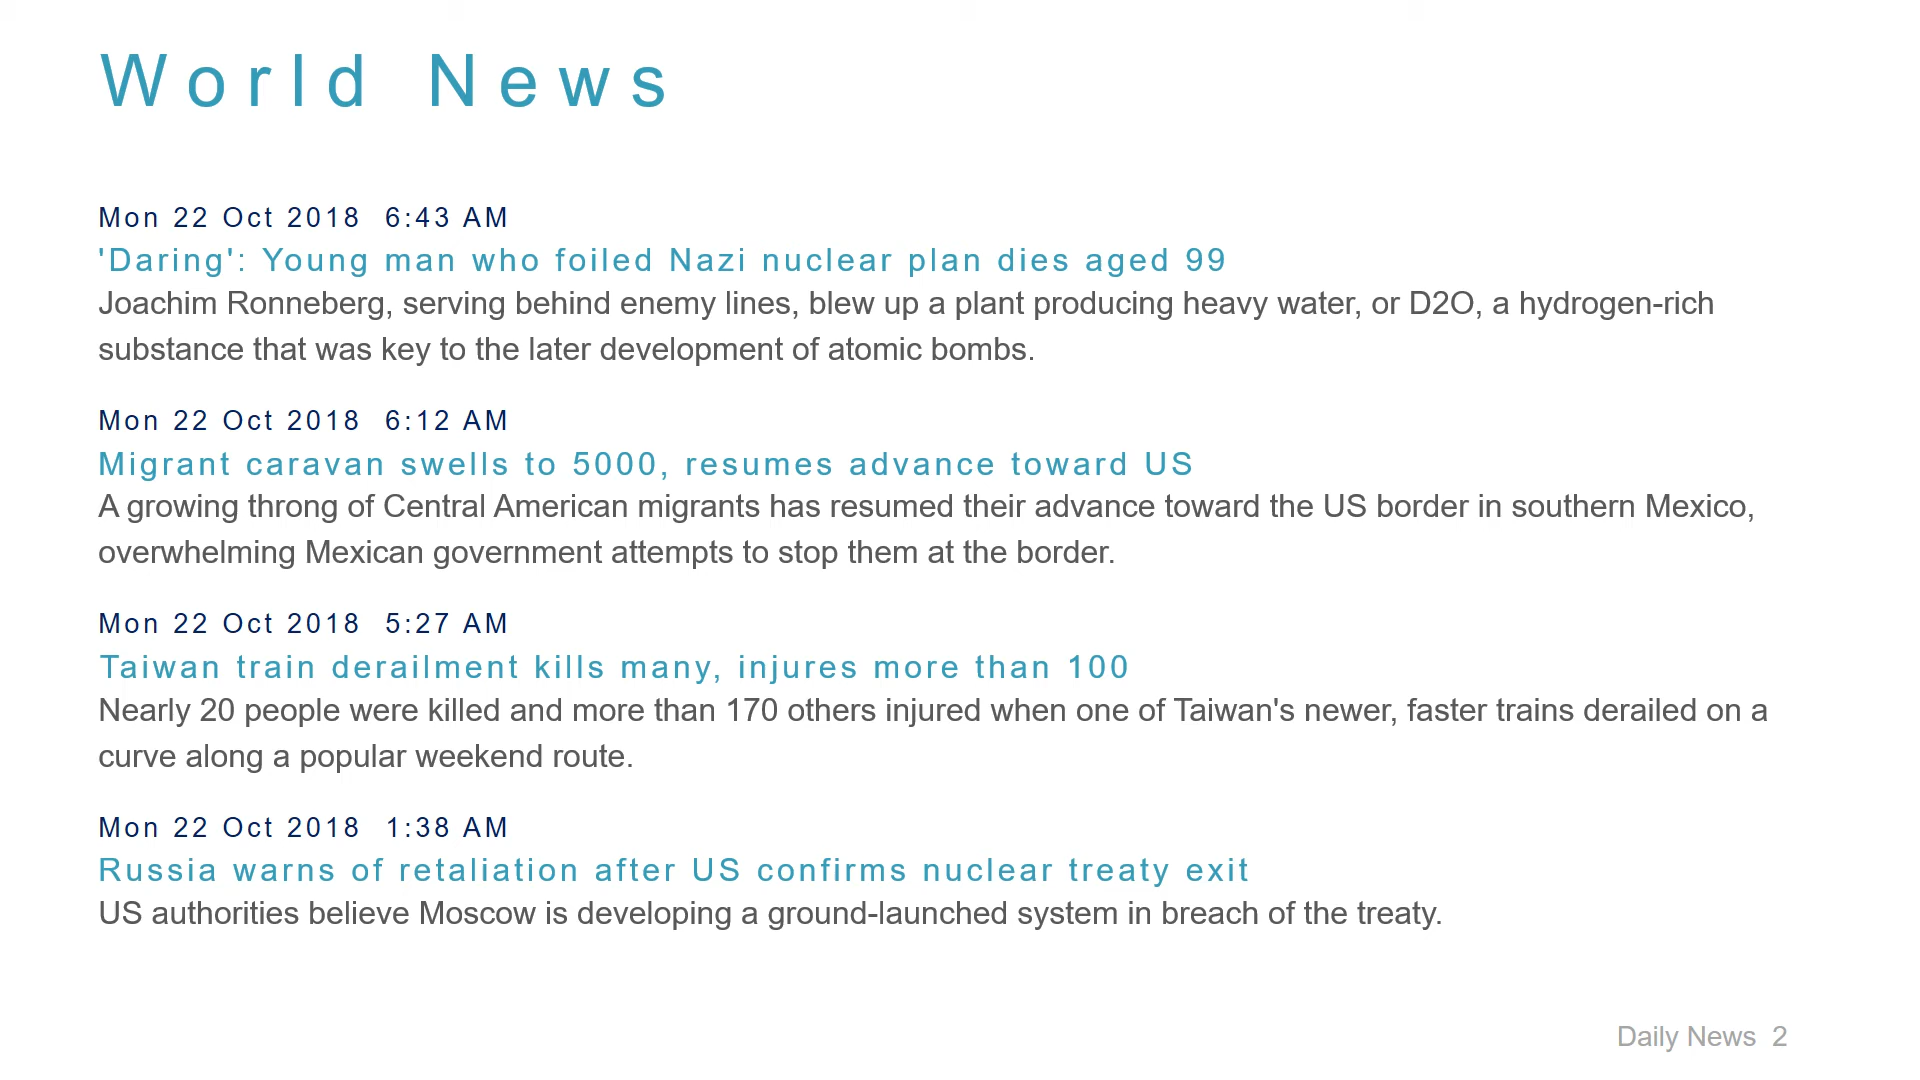 World News
Mon 22 Oct 2018  6:43 AM
'Daring': Young man who foiled Nazi nuclear plan dies aged 99
Joachim Ronneberg, serving behind enemy lines, blew up a plant producing heavy water, or D2O, a hydrogen-rich
substance that was key to the later development of atomic bombs.
Mon 22 Oct 2018  6:12 AM
Migrant caravan swells to 5000, resumes advance toward US
A growing throng of Central American migrants has resumed their advance toward the US border in southern Mexico,
overwhelming Mexican government attempts to stop them at the border.
Mon 22 Oct 2018  5:27 AM
Taiwan train derailment kills many, injures more than 100
Nearly 20 people were killed and more than 170 others injured when one of Taiwan's newer, faster trains derailed on a
curve along a popular weekend route.
Mon 22 Oct 2018  1:38 AM
Russia warns of retaliation after US confirms nuclear treaty exit
US authorities believe Moscow is developing a ground-launched system in breach of the treaty.
Daily News  2